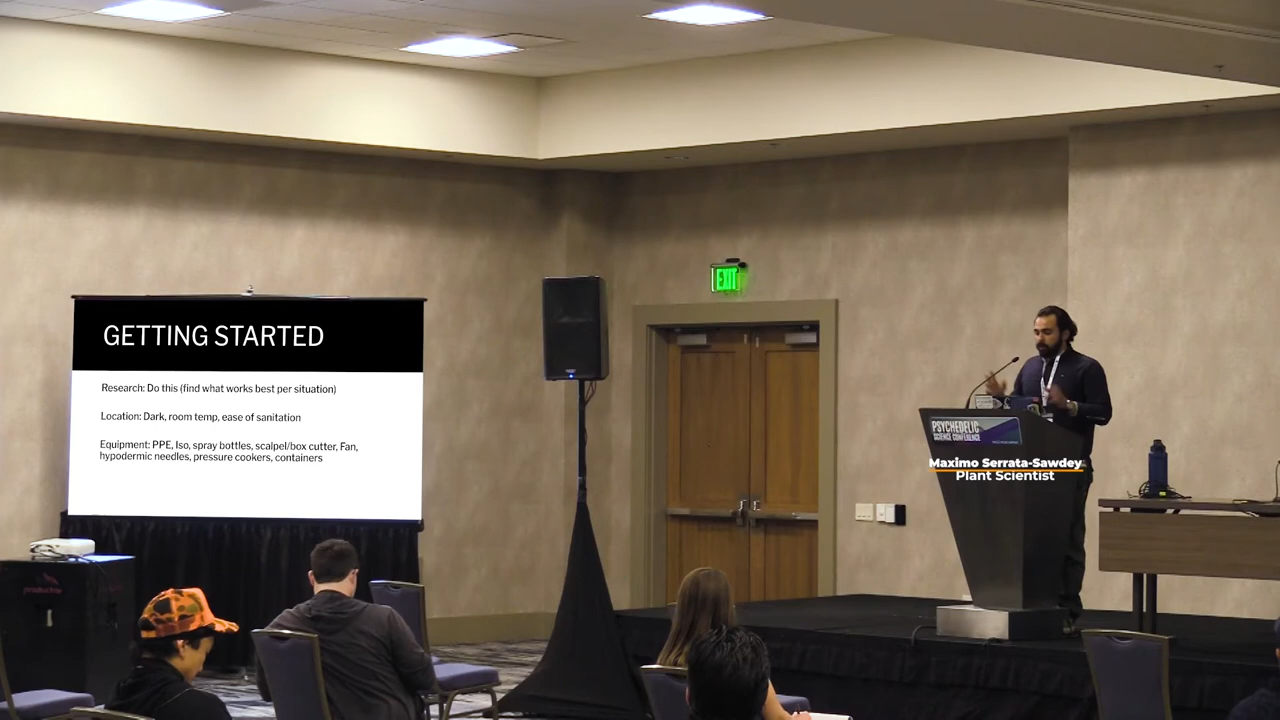 EXIT
GETTING STARTED
Research: Do this (find what works best per situation)
Location: Dark, room temp, ease of sanitation
Equipment: PPE, Iso, spray bottles, scalpel/box cutter, Fan,
hypodermic needles, pressure cookers, containers
PSYCHEDELIC
SCIENCE CONFERENCE
Maximo Serrata-Sawdey
Plant Scientist